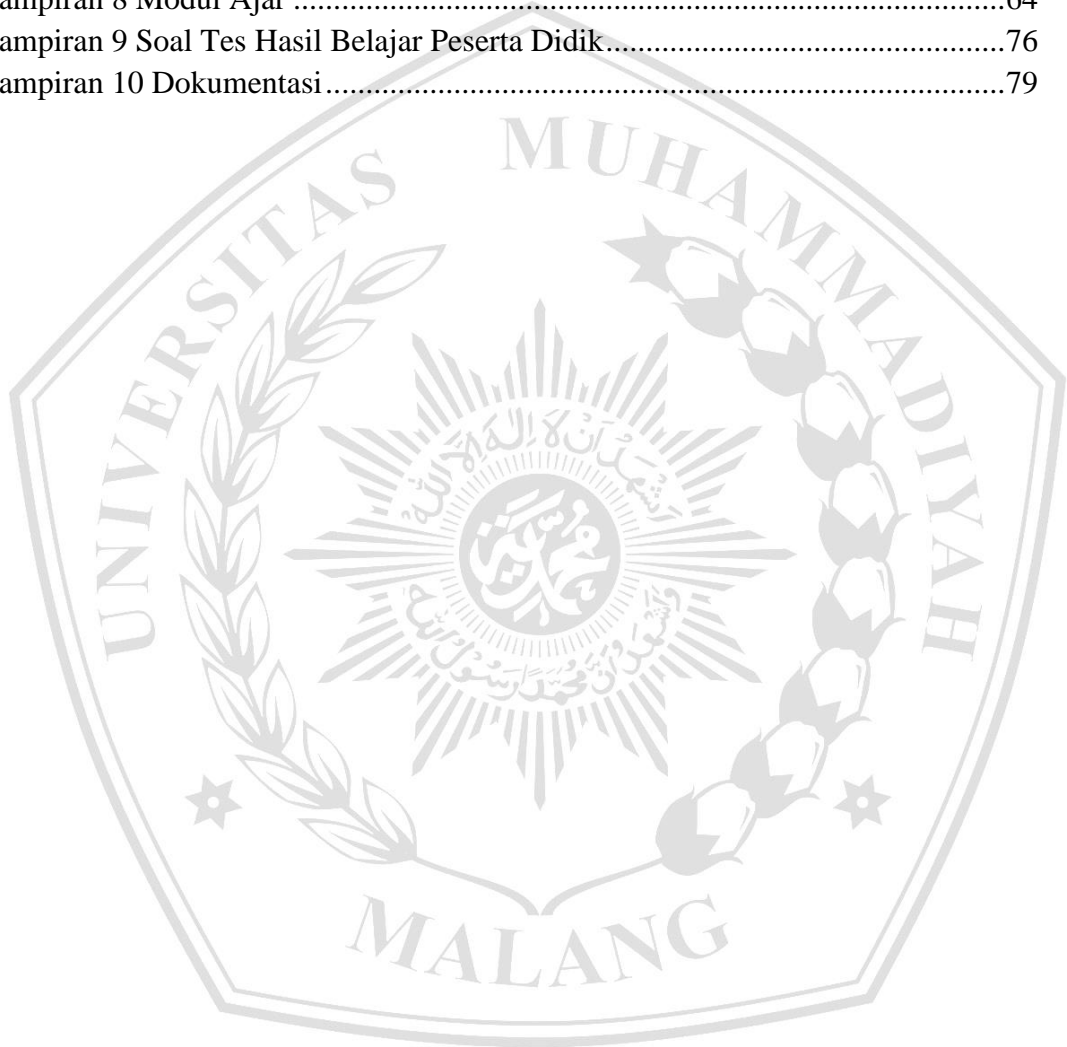 ampiran 8 Modul Ajar ........................................................................................64
ampiran 9 Soal Tes Hasil Belajar Peserta Didik.................................................76
ampiran 10 Dokumentasi....................................................................................79
UNIVERSITAS MUHAMMADIYAH
MALANG